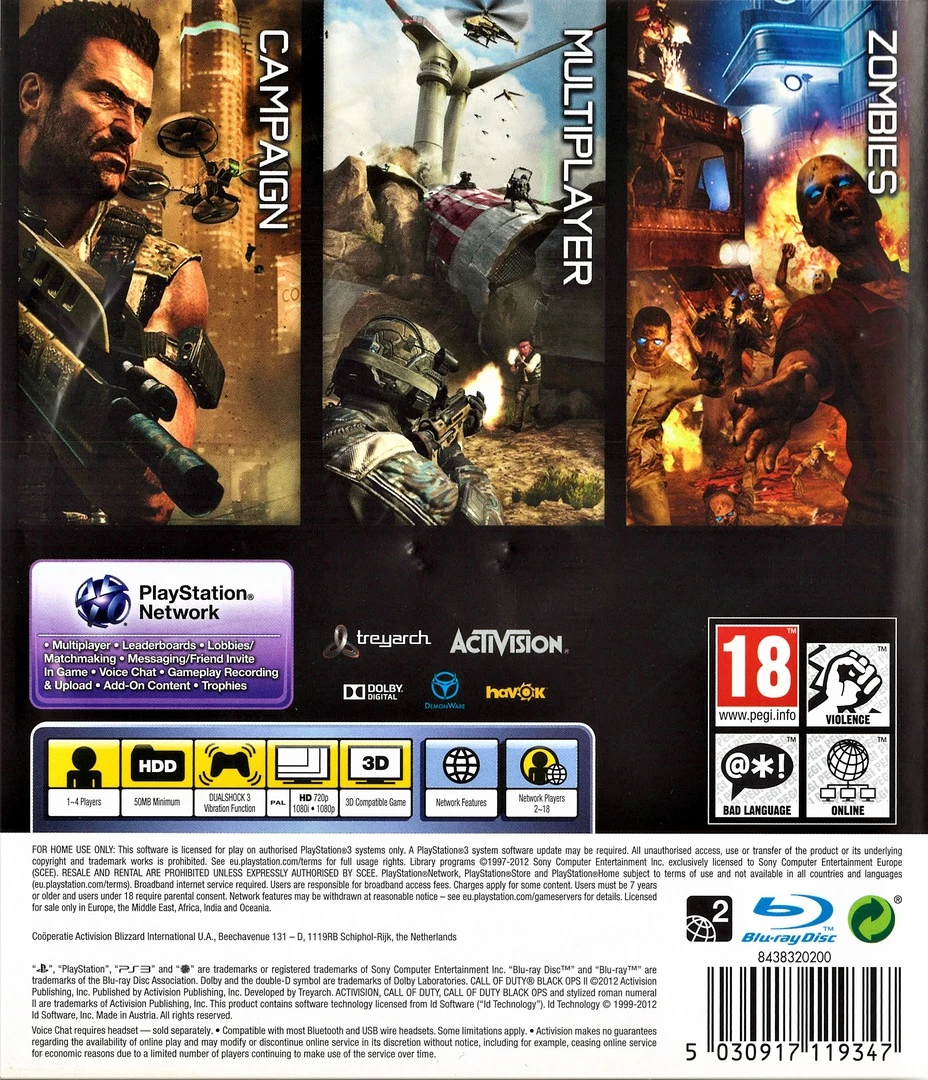 CAMPAIGN
MULTIPLAYER
ZOMBIES
SERVICE
CO
PlayStation®
Network
• Multiplayer • Leaderboards • Lobbies/
Matchmaking • Messaging/Friend Invite
In Game • Voice Chat • Gameplay Recording
& Upload • Add-On Content • Trophies
treyarch
ACTIVISION®
DOLBY
DIGITAL
DEMONWARE
havok
18™
www.pegi.info
VIOLENCE
™
@*!
BAD LANGUAGE
™
ONLINE
™
1~4 Players
HDD
50MB Minimum
DUALSHOCK 3
Vibration Function
PAL
HD 720p
1080i • 1080p
3D
3D Compatible Game
Network Features
Network Players
2~18
FOR HOME USE ONLY: This software is licensed for play on authorised PlayStation®3 systems only. A PlayStation®3 system software update may be required. All unauthorised access, use or transfer of the product or its underlying
copyright and trademark works is prohibited. See eu.playstation.com/terms for full usage rights. Library programs ©1997-2012 Sony Computer Entertainment Inc. exclusively licensed to Sony Computer Entertainment Europe
(SCEE). RESALE AND RENTAL ARE PROHIBITED UNLESS EXPRESSLY AUTHORISED BY SCEE. PlayStation®Network, PlayStation®Store and PlayStation®Home subject to terms of use and not available in all countries and languages
(eu.playstation.com/terms). Broadband internet service required. Users are responsible for broadband access fees. Charges apply for some content. Users must be 7 years
or older and users under 18 require parental consent. Network features may be withdrawn at reasonable notice – see eu.playstation.com/gameservers for details. Licensed
for sale only in Europe, the Middle East, Africa, India and Oceania.
Coöperatie Activision Blizzard International U.A., Beechavenue 131 – D, 1119RB Schiphol-Rijk, the Netherlands
" ", "PlayStation", "PS3" and " " are trademarks or registered trademarks of Sony Computer Entertainment Inc. "Blu-ray Disc™" and "Blu-ray™" are
trademarks of the Blu-ray Disc Association. Dolby and the double-D symbol are trademarks of Dolby Laboratories. CALL OF DUTY® BLACK OPS II ©2012 Activision
Publishing, Inc. Published by Activision Publishing, Inc. Developed by Treyarch. ACTIVISION, CALL OF DUTY, CALL OF DUTY BLACK OPS and stylized roman numeral
II are trademarks of Activision Publishing, Inc. This product contains software technology licensed from Id Software ("Id Technology"). Id Technology © 1999-2012
Id Software, Inc. Made in Austria. All rights reserved.
Voice Chat requires headset — sold separately. • Compatible with most Bluetooth and USB wire headsets. Some limitations apply. • Activision makes no guarantees
regarding the availability of online play and may modify or discontinue online service in its discretion without notice, including for example, ceasing online service
for economic reasons due to a limited number of players continuing to make use of the service over time.
2
Blu-ray Disc™
®
8438320200
5 030917 119347